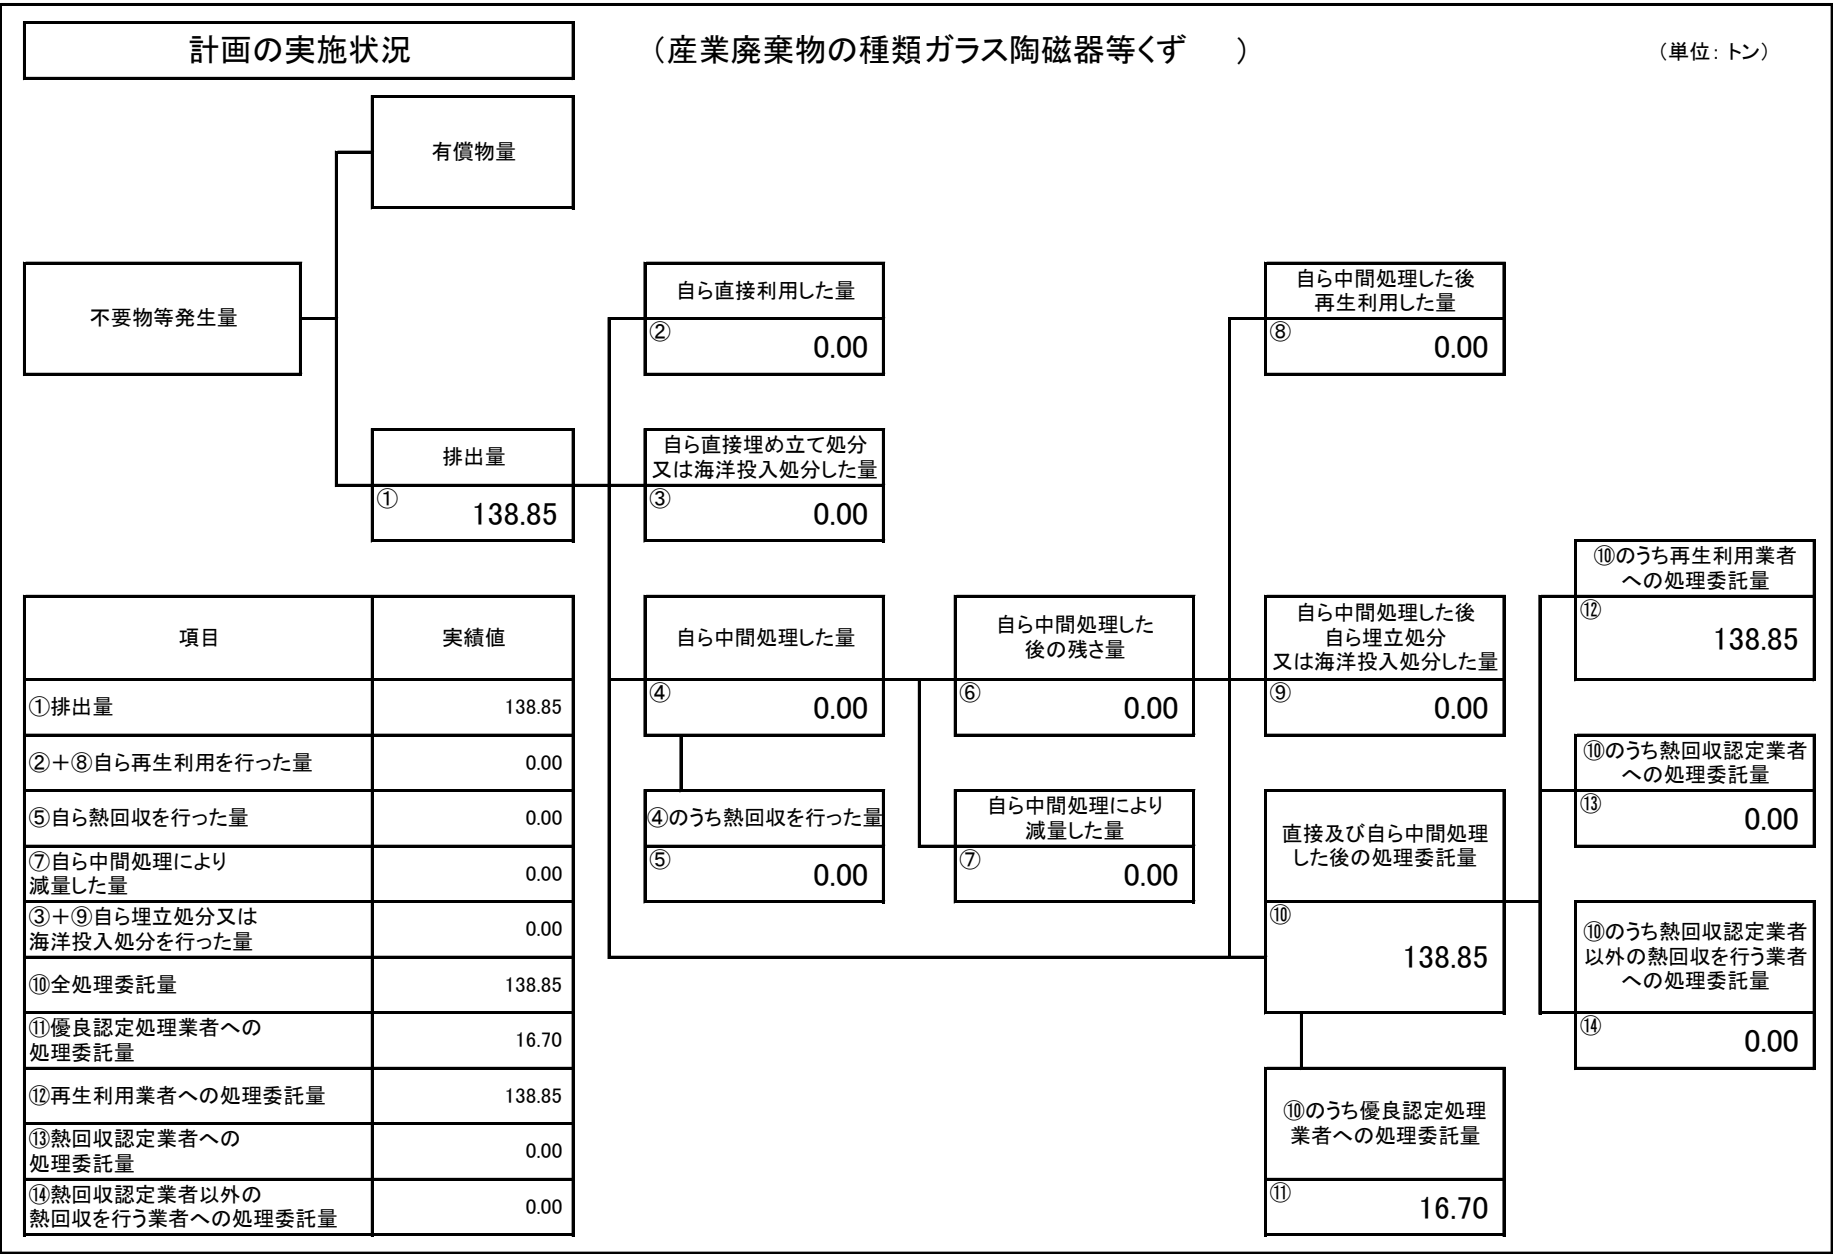 計画の実施状況
（産業廃棄物の種類ガラス陶磁器等くず　　）
（単位：トン）
有償物量
不要物等発生量
自ら直接利用した量
②
0.00
自ら中間処理した後
再生利用した量
⑧
0.00
排出量
①
138.85
自ら直接埋め立て処分
又は海洋投入処分した量
③
0.00
⑩のうち再生利用業者
への処理委託量
⑫
138.85
自ら中間処理した量
④
0.00
自ら中間処理した
後の残さ量
⑥
0.00
自ら中間処理した後
自ら埋立処分
又は海洋投入処分した量
⑨
0.00
⑩のうち熱回収認定業者
への処理委託量
⑬
0.00
④のうち熱回収を行った量
⑤
0.00
自ら中間処理により
減量した量
⑦
0.00
直接及び自ら中間処理
した後の処理委託量
⑩
138.85
⑩のうち熱回収認定業者
以外の熱回収を行う業者
への処理委託量
⑭
0.00
⑩のうち優良認定処理
業者への処理委託量
⑪
16.70
項目 実績値
①排出量 138.85
②＋⑧自ら再生利用を行った量 0.00
⑤自ら熱回収を行った量 0.00
⑦自ら中間処理により
減量した量 0.00
③＋⑨自ら埋立処分又は
海洋投入処分を行った量 0.00
⑩全処理委託量 138.85
⑪優良認定処理業者への
処理委託量 16.70
⑫再生利用業者への処理委託量 138.85
⑬熱回収認定業者への
処理委託量 0.00
⑭熱回収認定業者以外の
熱回収を行う業者への処理委託量 0.00